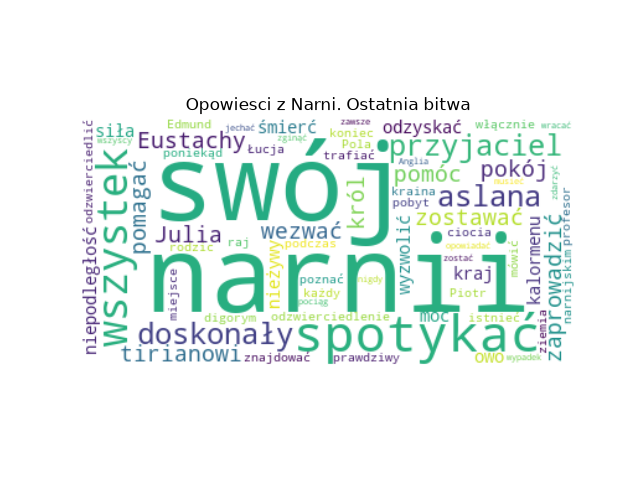 Opowiesci z Narni. Ostatnia bitwa
swój
narnii
spotykać
wszystek
przyjaciel
aslana
doskonały
Eustachy
Julia
wezwać
pokój
pomóc
zostawać
król
odzyskać
śmierć
siła
Edmund
jechać
zginąć
zawsze
koniec
Pola
trafiać
włącznie
wracać
wszyscy
poniekąd
Łucja
Anglia
musieć
zdarzyć
kraina
pobyt
odzwierciedlić
niepodległość
pomagać
rodzic
raj
podczas
nieżywy
wyzwolić
ciocia
opowiadać
zostać
kraj
mówić
kalormenu
zaprowadzić
narnijskim
profesor
miejsce
poznać
każdy
nigdy
pociąg
Piotr
digorym
odzwierciedlenie
moc
istnieć
ziemia
tirianowi
znajdować
prawdziwy
owo
wypadek